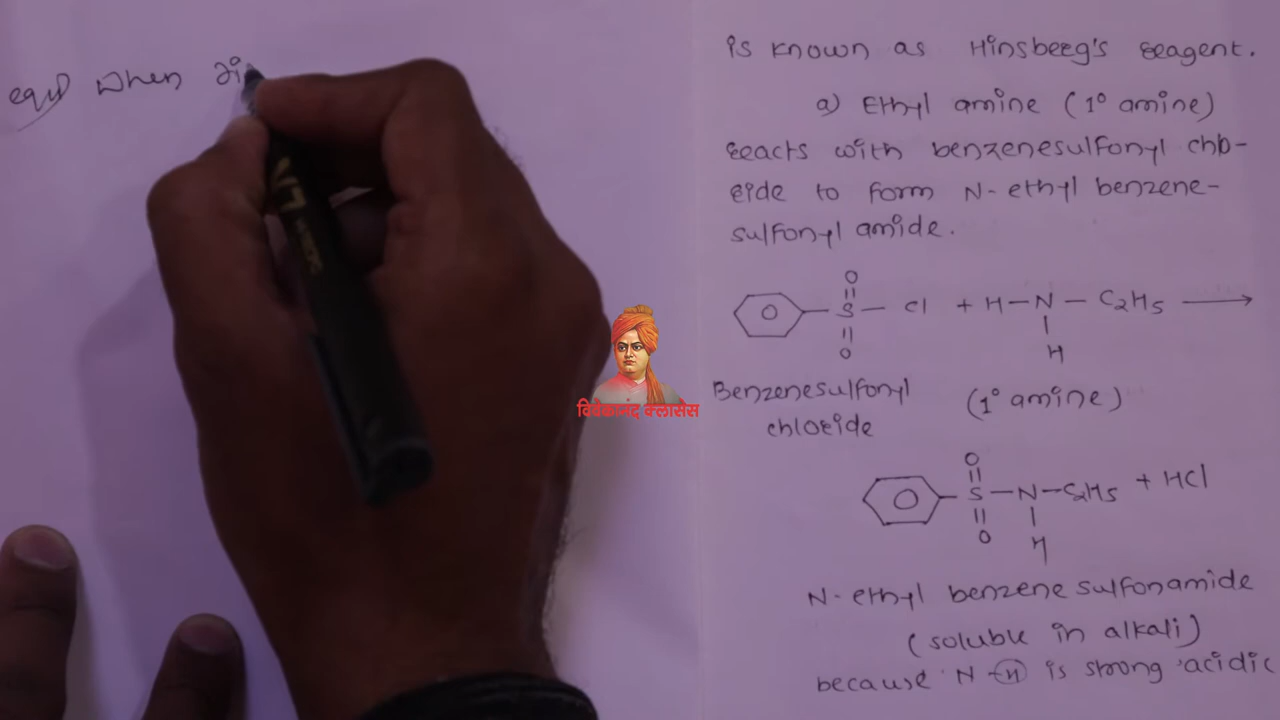 eg② when di
is known as Hinsberg's reagent.
a) Ethyl amine (1° amine)
reacts with benzenesulfonyl chlo-
ride to form N-ethyl benzene-
sulfonyl amide.
O
S — Cl + H — N — C2H5 ⟶
O H
Benzenesulfonyl (1° amine)
chloride
O
S — N — C2H5 + HCl
O H
N-ethyl benzene sulfonamide
(soluble in alkali)
because N-H is strong acidic
विवेकानंद क्लासेस